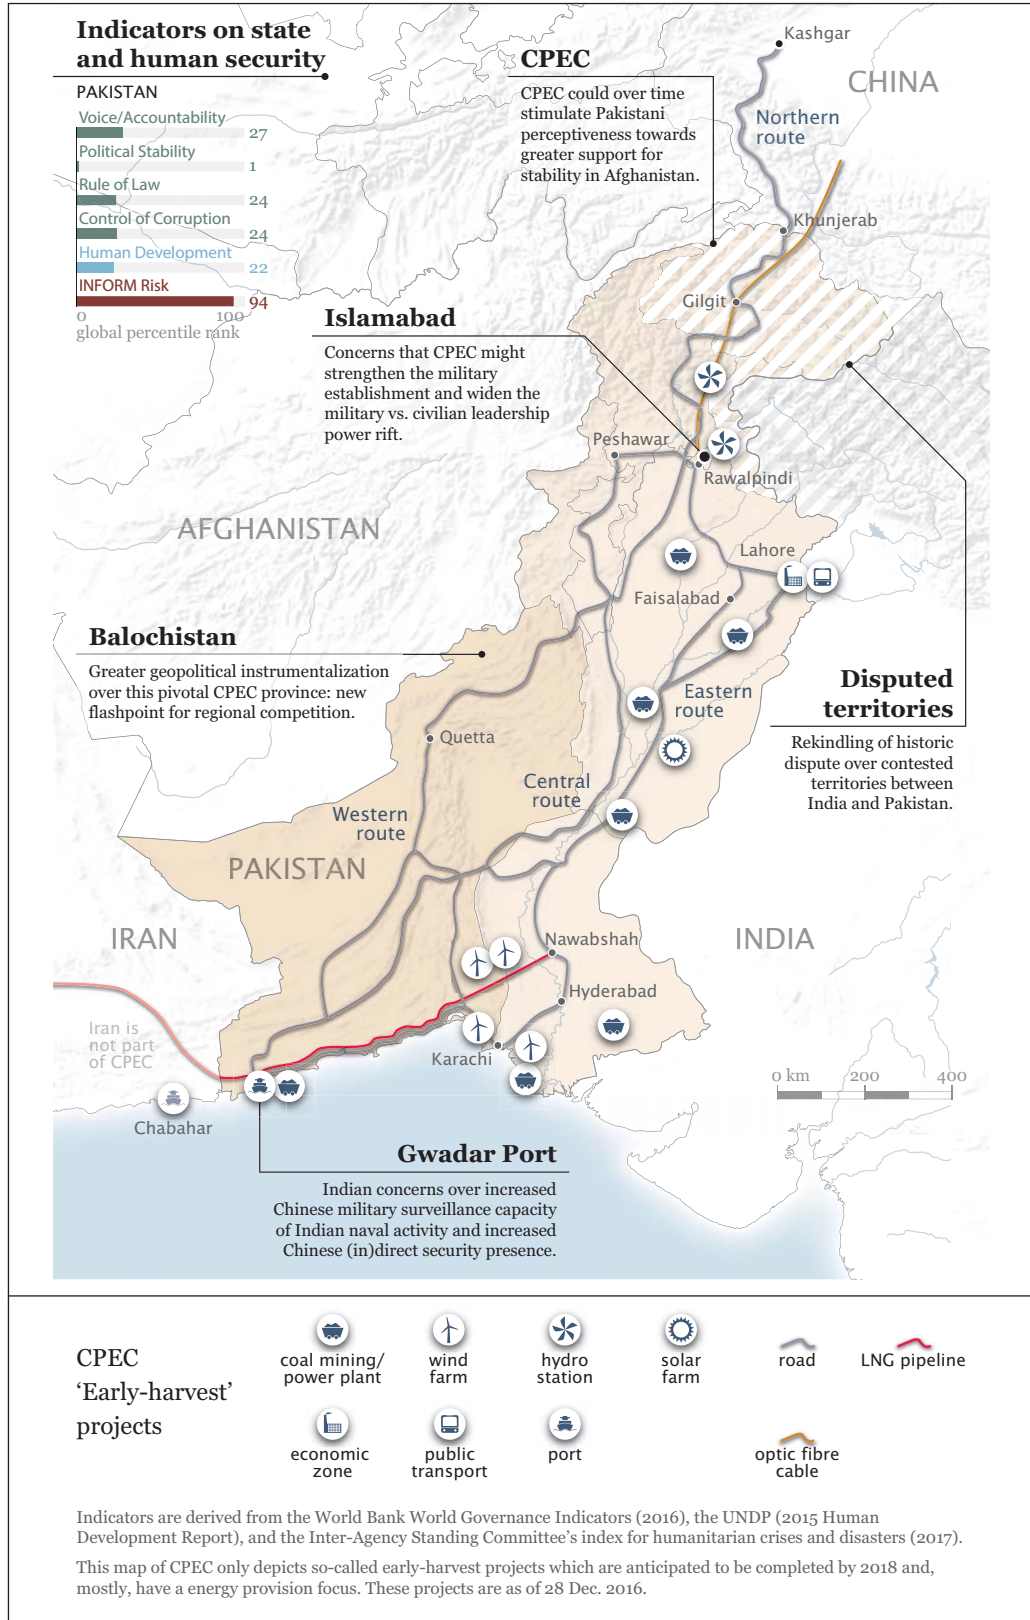 Indicators on state
and human security
PAKISTAN
Voice/Accountability
27
Political Stability
1
Rule of Law
24
Control of Corruption
24
Human Development
22
INFORM Risk
94
0
100
global percentile rank
CPEC
CPEC could over time
stimulate Pakistani
perceptiveness towards
greater support for
stability in Afghanistan.
Kashgar
CHINA
Northern
route
Khunjerab
Gilgit
Islamabad
Concerns that CPEC might
strengthen the military
establishment and widen the
military vs. civilian leadership
power rift.
Peshawar
Rawalpindi
AFGHANISTAN
Lahore
Faisalabad
Balochistan
Greater geopolitical instrumentalization
over this pivotal CPEC province: new
flashpoint for regional competition.
Disputed
territories
Rekindling of historic
dispute over contested
territories between
India and Pakistan.
Eastern
route
Quetta
Central
route
Western
route
PAKISTAN
IRAN
INDIA
Nawabshah
Hyderabad
Iran is
not part
of CPEC
Karachi
0 km
200
400
Chabahar
Gwadar Port
Indian concerns over increased
Chinese military surveillance capacity
of Indian naval activity and increased
Chinese (in)direct security presence.
CPEC
‘Early-harvest’
projects
coal mining/
power plant
wind
farm
hydro
station
solar
farm
road
LNG pipeline
economic
zone
public
transport
port
optic fibre
cable
Indicators are derived from the World Bank World Governance Indicators (2016), the UNDP (2015 Human
Development Report), and the Inter-Agency Standing Committee’s index for humanitarian crises and disasters (2017).
This map of CPEC only depicts so-called early-harvest projects which are anticipated to be completed by 2018 and,
mostly, have a energy provision focus. These projects are as of 28 Dec. 2016.